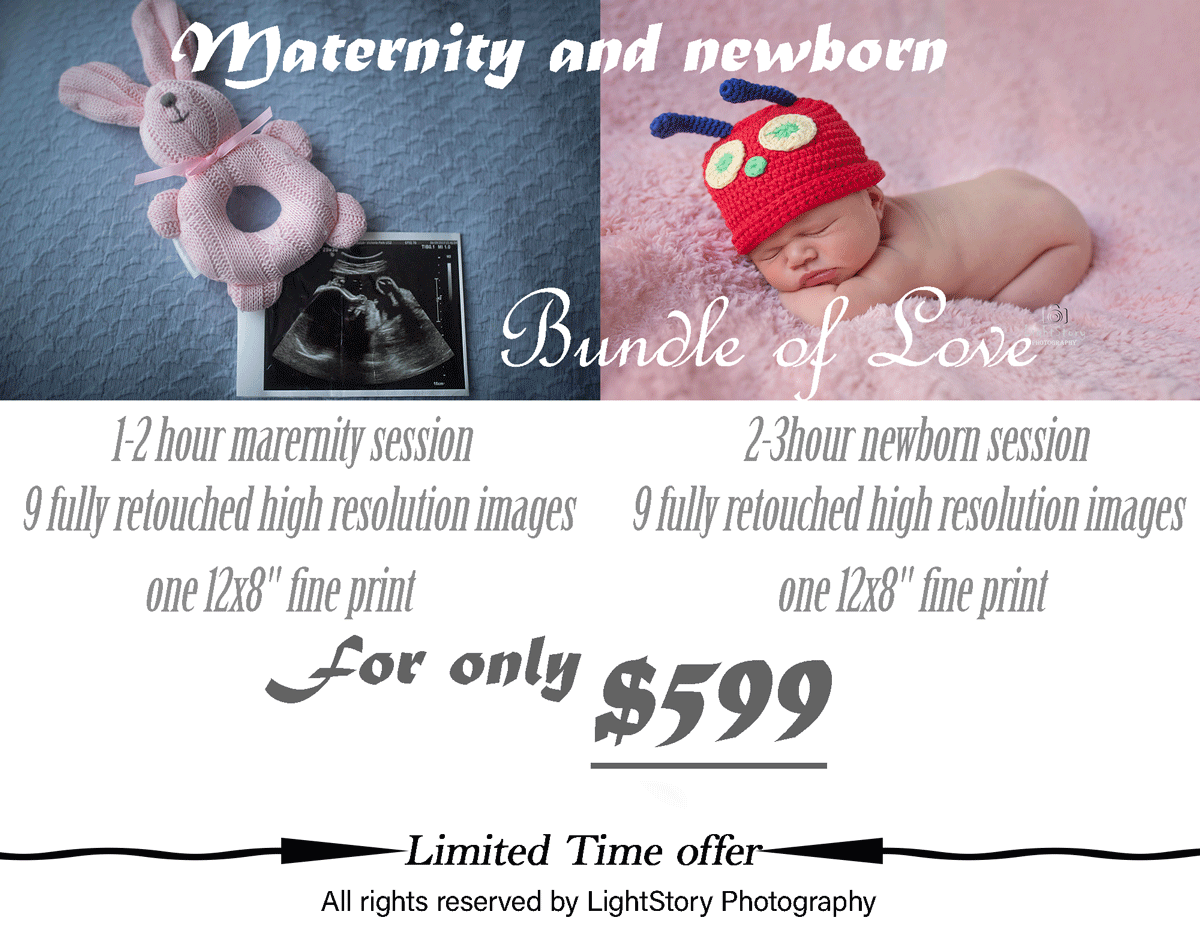 Maternity and newborn
Bundle of Love
PHOTOGRAPHY
1-2 hour marernity session
9 fully retouched high resolution images
one 12x8" fine print
2-3hour newborn session
9 fully retouched high resolution images
one 12x8" fine print
For only $599
Limited Time offer
All rights reserved by LightStory Photography